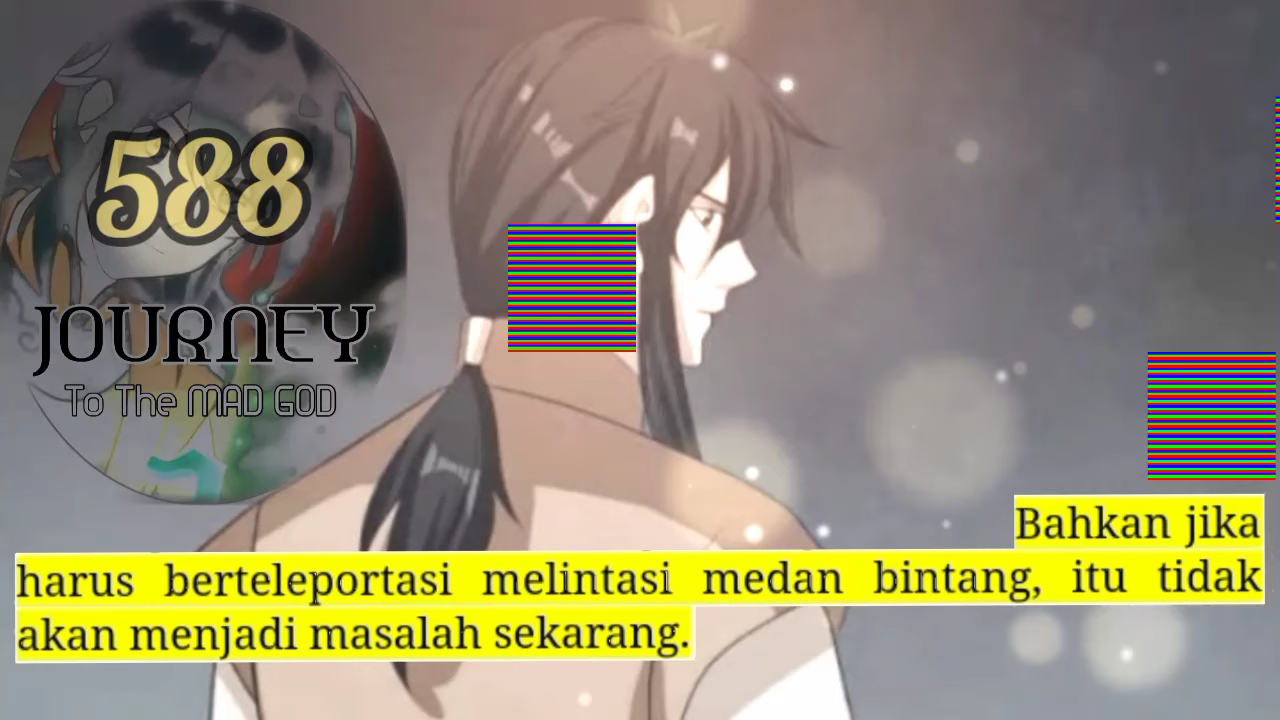 588
JOURNEY
To The MAD GOD
Bahkan jika
harus berteleportasi melintasi medan bintang, itu tidak
akan menjadi masalah sekarang.